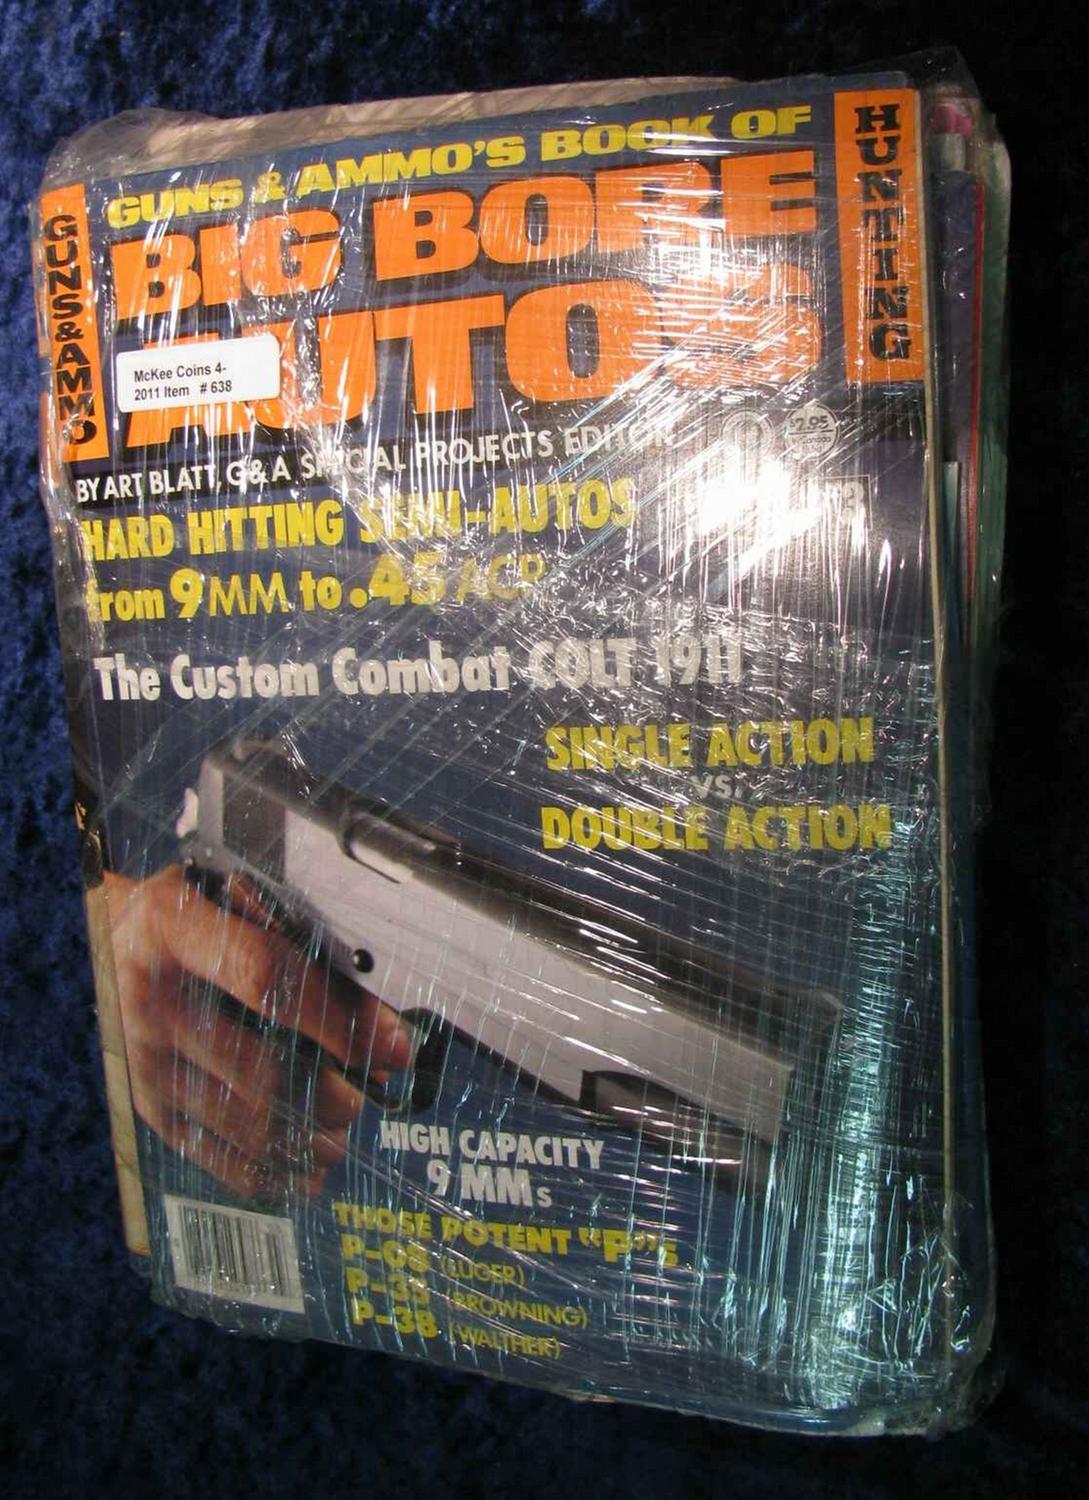 GUNS & AMMO'S BOOK OF
BIG BORE
AUTOS
GUNS & AMMO
HUNTING
McKee Coins 4-
2011 Item # 638
$2.95
BY ART BLATT, G&A SPECIAL PROJECTS EDITOR
HARD HITTING SEMI-AUTOS
from 9MM to .45 ACP
The Custom Combat COLT 1911
SINGLE ACTION
VS.
DOUBLE ACTION
HIGH CAPACITY
9 MMs
THOSE POTENT "P"s
P-08 (LUGER)
P-35 (BROWNING)
P-38 (WALTHER)